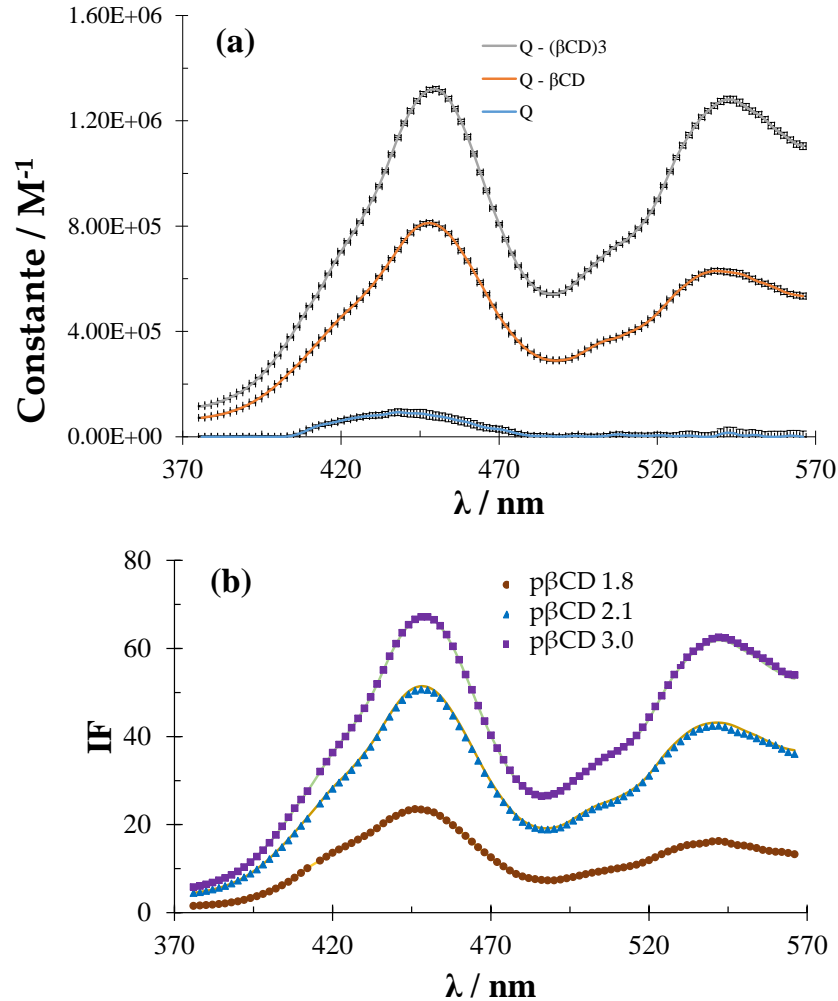 (a)
Q - (βCD)3
Q - βCD
Q
1.60E+06
1.20E+06
8.00E+05
4.00E+05
0.00E+00
Constante / M-1
370
420
470
520
570
λ / nm
(b)
pβCD 1.8
pβCD 2.1
pβCD 3.0
80
60
40
20
0
IF
370
420
470
520
570
λ / nm